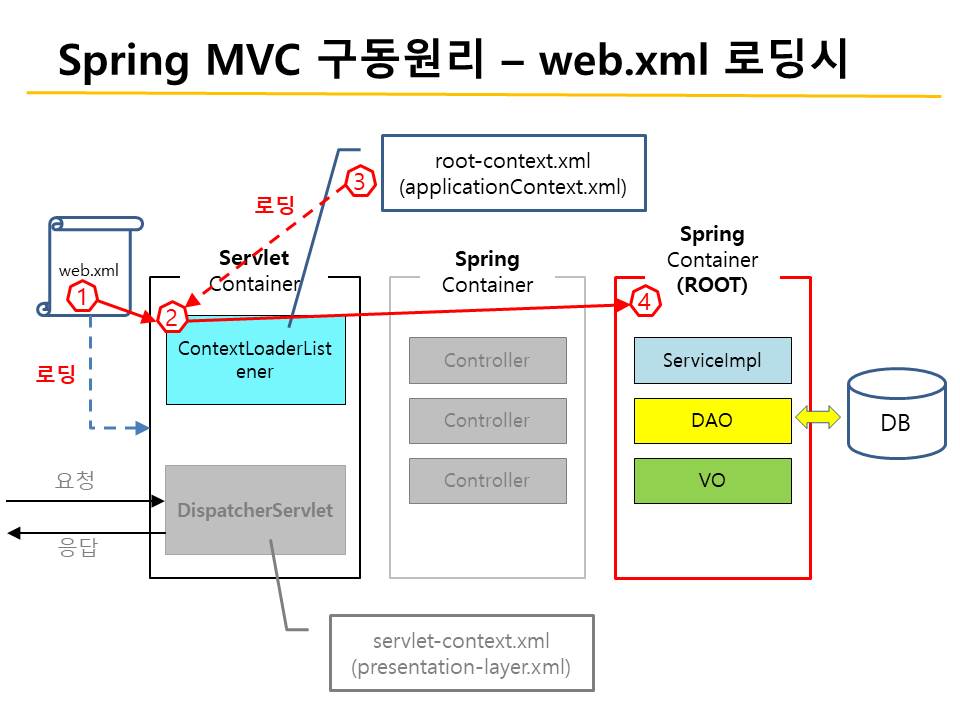 Spring MVC 구동원리 – web.xml 로딩시
root-context.xml
(applicationContext.xml)
3
로딩
web.xml
1
Servlet
Container
2
ContextLoaderList
ener
로딩
Spring
Container
Controller
Controller
Controller
Spring
Container
(ROOT)
4
ServiceImpl
DAO
VO
DB
요청
응답
DispatcherServlet
servlet-context.xml
(presentation-layer.xml)